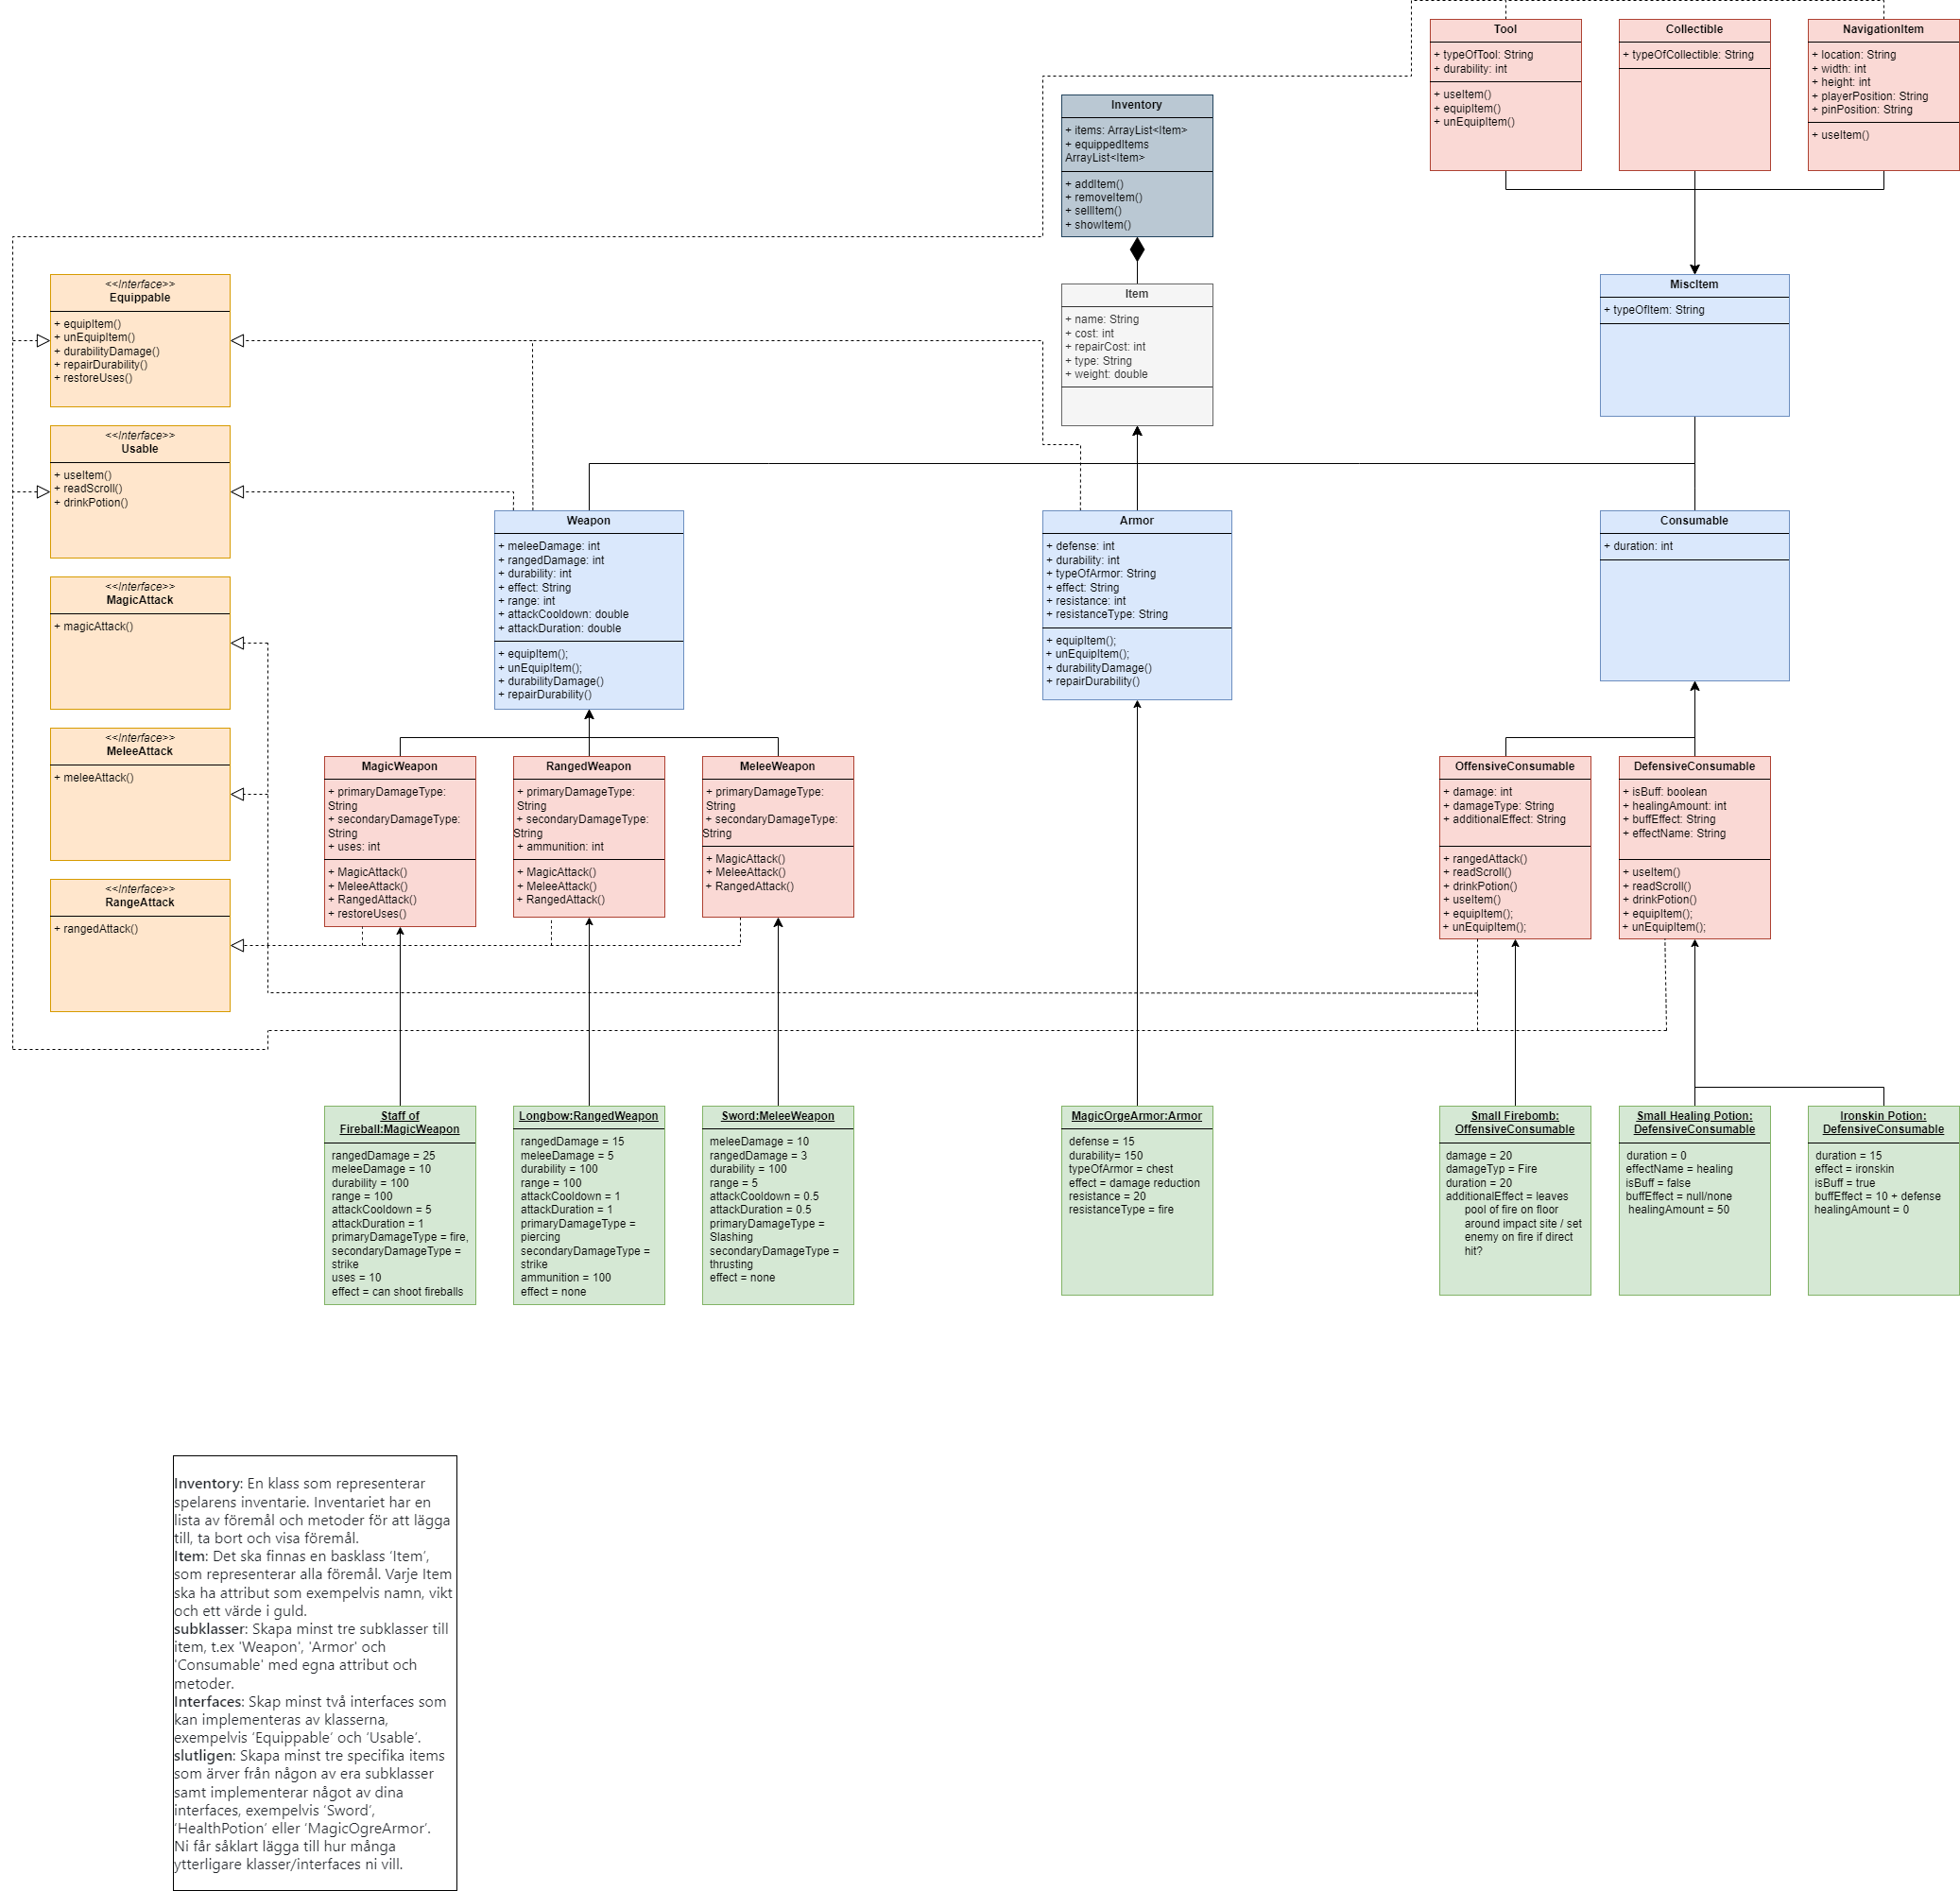 Tool
+ typeOfTool: String
+ durability: int
+ useItem()
+ equipItem()
+ unEquipItem()
Collectible
+ typeOfCollectible: String
NavigationItem
+ location: String
+ width: int
+ height: int
+ playerPosition: String
+ pinPosition: String
+ useItem()
Inventory
+ items: ArrayList<Item>
+ equippedItems
ArrayList<Item>
+ addItem()
+ removeItem()
+ sellItem()
+ showItem()
<<Interface>>
Equippable
+ equipItem()
+ unEquipItem()
+ durabilityDamage()
+ repairDurability()
+ restoreUses()
Item
+ name: String
+ cost: int
+ repairCost: int
+ type: String
+ weight: double
MiscItem
+ typeOfItem: String
<<Interface>>
Usable
+ useItem()
+ readScroll()
+ drinkPotion()
Weapon
+ meleeDamage: int
+ rangedDamage: int
+ durability: int
+ effect: String
+ range: int
+ attackCooldown: double
+ attackDuration: double
+ equipItem();
+ unEquipItem;
+ durabilityDamage()
+ repairDurability()
Armor
+ defense: int
+ durability: int
+ typeOfArmor: String
+ effect: String
+ resistance: int
+ resistanceType: String
+ equipItem();
+ unEquipItem;
+ durabilityDamage()
+ repairDurability()
Consumable
+ duration: int
<<Interface>>
MagicAttack
+ magicAttack()
<<Interface>>
MeleeAttack
+ meleeAttack()
<<Interface>>
RangeAttack
+ rangedAttack()
MagicWeapon
+ primaryDamageType:
String
+ secondaryDamageType:
String
+ uses: int
+ MagicAttack()
+ MeleeAttack()
+ RangedAttack()
+ restoreUses()
RangedWeapon
+ primaryDamageType:
String
+ secondaryDamageType:
String
+ ammunition: int
+ MagicAttack()
+ MeleeAttack()
+ RangedAttack()
MeleeWeapon
+ primaryDamageType:
String
+ secondaryDamageType:
String
+ MagicAttack()
+ MeleeAttack()
+ RangedAttack()
OffensiveConsumable
+ damage: int
+ damageType: String
+ additionalEffect: String
+ rangedAttack()
+ readScroll()
+ drinkPotion()
+ useItem()
+ equipItem();
+ unEquipItem();
DefensiveConsumable
+ isBuff: boolean
+ healingAmount: int
+ buffEffect: String
+ effectName: String
+ useItem()
+ readScroll()
+ drinkPotion()
+ equipItem();
+ unEquipItem();
Staff of
Fireball:MagicWeapon
rangedDamage = 25
meleeDamage = 10
durability = 100
range = 100
attackCooldown = 5
attackDuration = 1
primaryDamageType = fire,
secondaryDamageType =
strike
uses = 10
effect = can shoot fireballs
Longbow:RangedWeapon
rangedDamage = 15
meleeDamage = 5
durability = 100
range = 100
attackCooldown = 1
attackDuration = 1
primaryDamageType =
piercing
secondaryDamageType =
strike
ammunition = 100
effect = none
Sword:MeleeWeapon
meleeDamage = 10
rangedDamage = 3
durability = 100
range = 5
attackCooldown = 0.5
attackDuration = 0.5
primaryDamageType =
Slashing
secondaryDamageType =
thrusting
effect = none
MagicOrgeArmor:Armor
defense = 15
durability= 150
typeOfArmor = chest
effect = damage reduction
resistance = 20
resistanceType = fire
Small Firebomb:
OffensiveConsumable
damage = 20
damageTyp = Fire
duration = 20
additionalEffect = leaves
pool of fire on floor
around impact site / set
enemy on fire if direct
hit?
Small Healing Potion:
DefensiveConsumable
duration = 0
effectName = healing
isBuff = false
buffEffect = null/none
healingAmount = 50
Ironskin Potion:
DefensiveConsumable
duration = 15
effect = ironskin
isBuff = true
buffEffect = 10 + defense
healingAmount = 0
Inventory: En klass som representerar
spelarens inventarie. Inventariet har en
lista av föremål och metoder för att lägga
till, ta bort och visa föremål.
Item: Det ska finnas en basklass ‘Item’,
som representerar alla föremål. Varje Item
ska ha attribut som exempelvis namn, vikt
och ett värde i guld.
subklasser: Skapa minst tre subklasser till
item, t.ex 'Weapon', 'Armor' och
'Consumable' med egna attribut och
metoder.
Interfaces: Skap minst två interfaces som
kan implementeras av klasserna,
exempelvis ‘Equippable’ och ‘Usable’.
slutligen: Skapa minst tre specifika items
som ärver från någon av era subklasser
samt implementerar något av dina
interfaces, exempelvis ‘Sword’,
‘HealthPotion’ eller ‘MagicOgreArmor’.
Ni får såklart lägga till hur många
ytterligare klasser/interfaces ni vill.